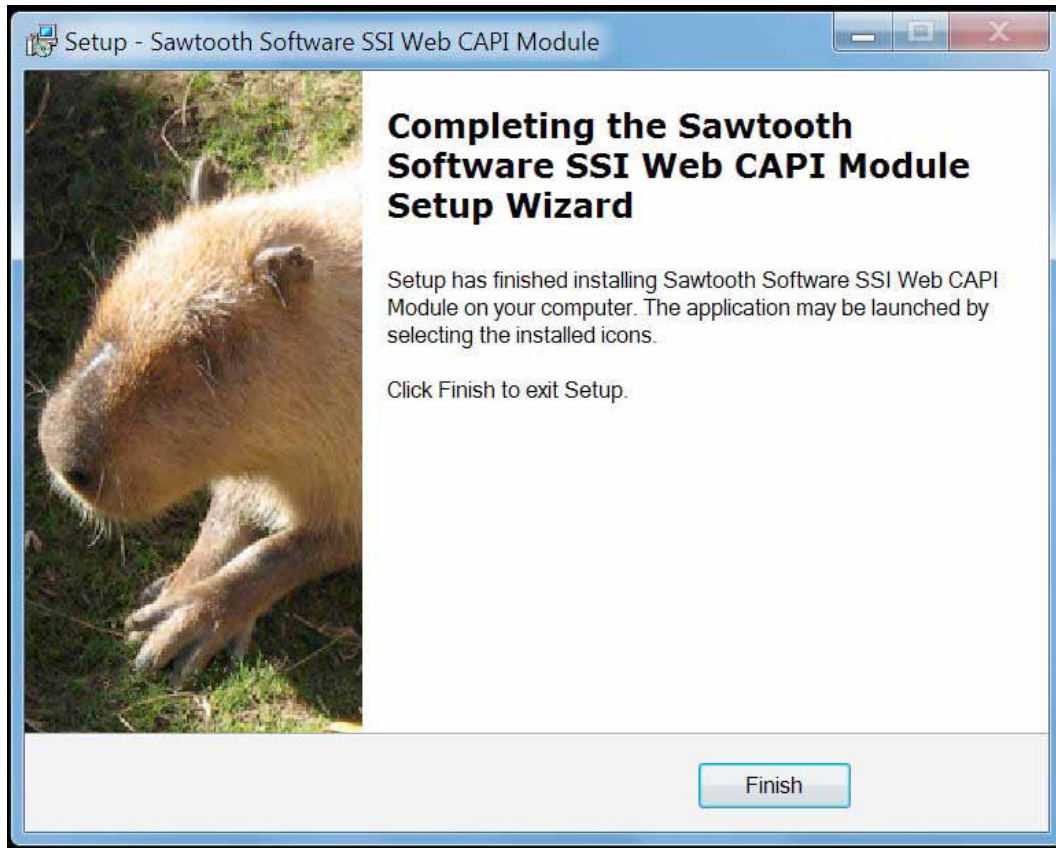 Setup - Sawtooth Software SSI Web CAPI Module
Completing the Sawtooth
Software SSI Web CAPI Module
Setup Wizard
Setup has finished installing Sawtooth Software SSI Web CAPI
Module on your computer. The application may be launched by
selecting the installed icons.
Click Finish to exit Setup.
Finish